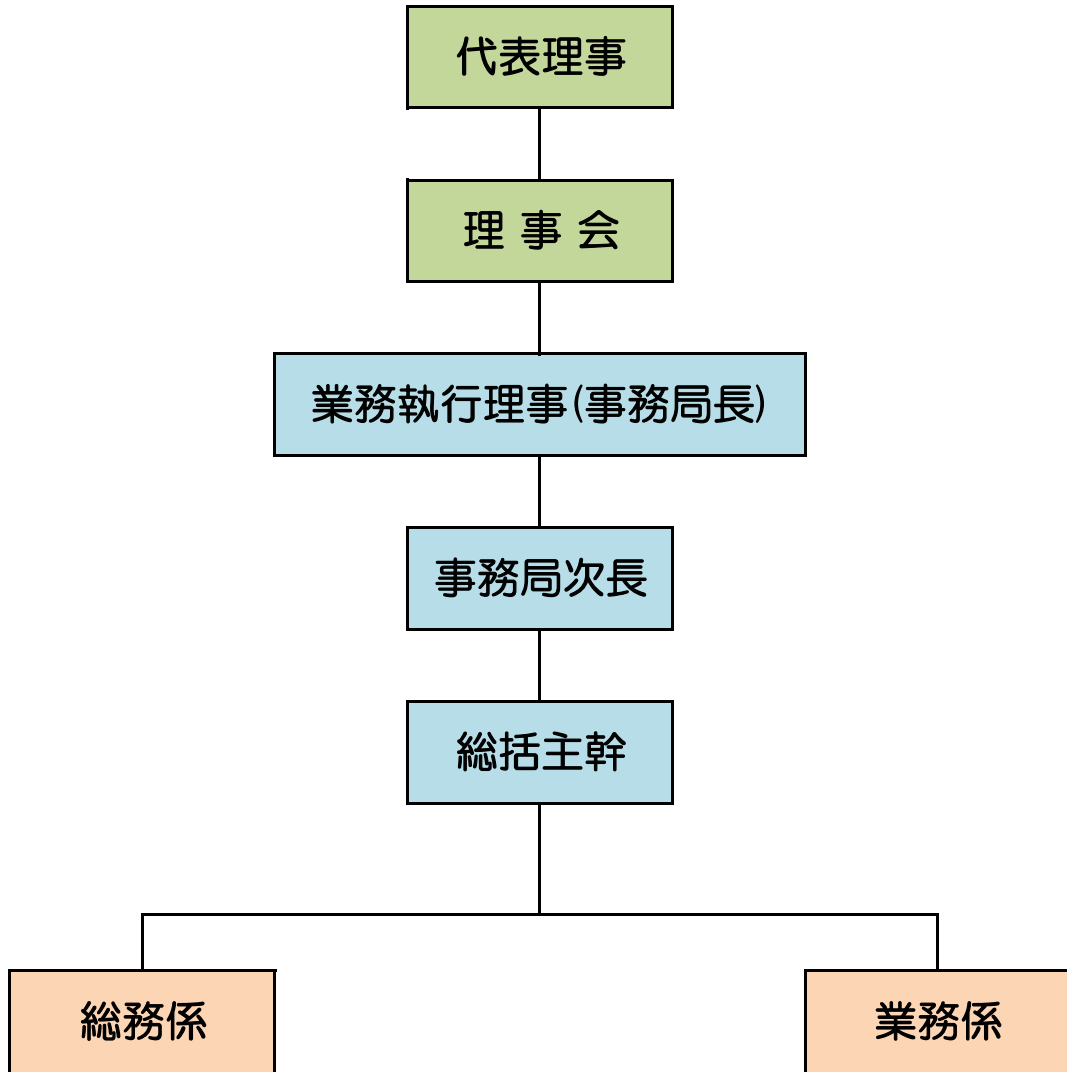 代表理事
理 事 会
業務執行理事(事務局長)
事務局次長
総括主幹
総務係
業務係